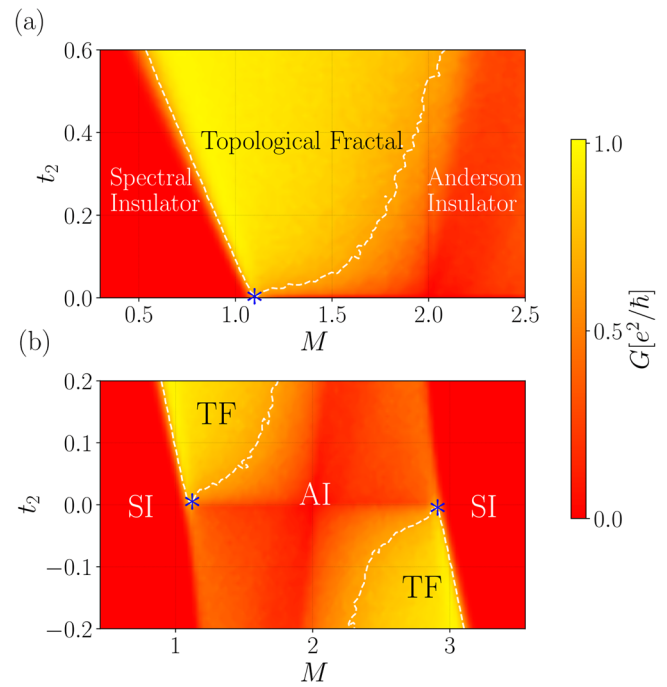 (a)
0.6
0.4
0.2
0.0
t₂
Topological Fractal
Spectral
Insulator
Anderson
Insulator
0.5
1.0
1.5
2.0
2.5
M
1.0
0.5
0.0
G[e²/ħ]
(b)
0.2
0.1
0.0
−0.1
−0.2
t₂
TF
SI
AI
SI
TF
1
2
3
M